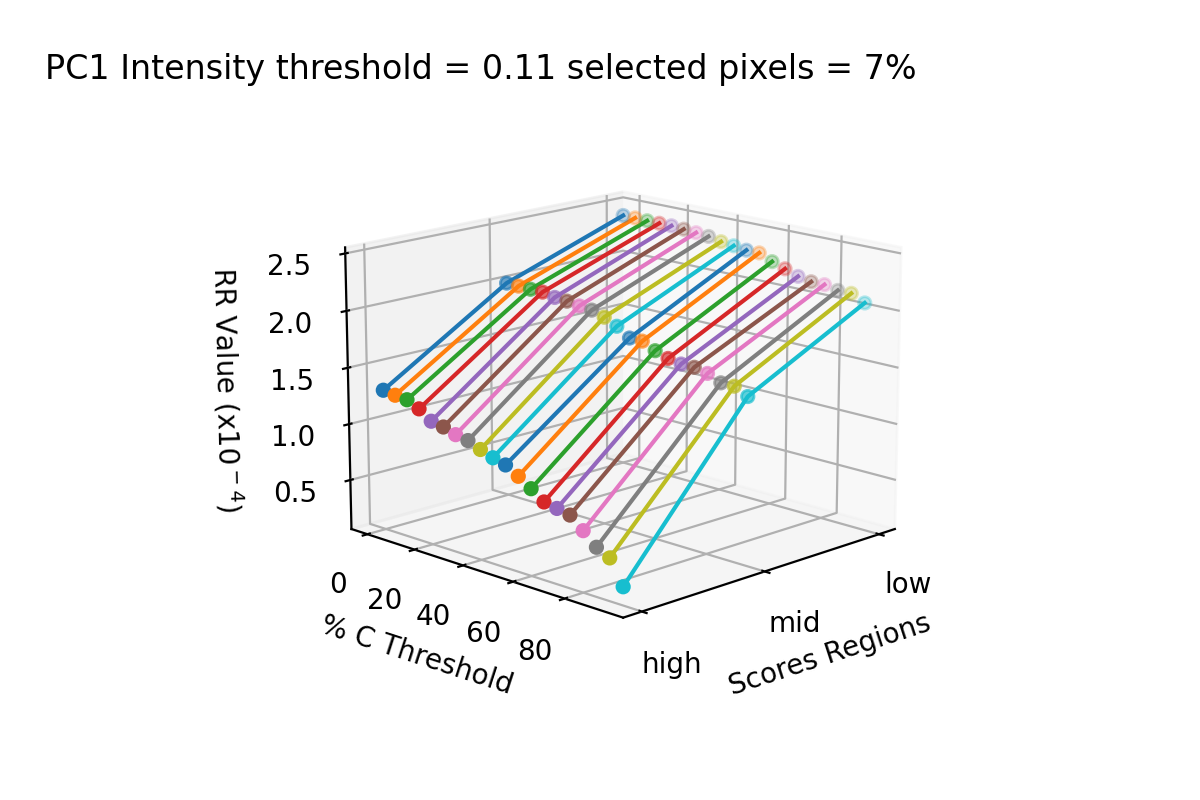 PC1 Intensity threshold = 0.11 selected pixels = 7%
RR Value (x10⁻⁴)
2.5
2.0
1.5
1.0
0.5
0
20
40
60
80
% C Threshold
high
mid
low
Scores Regions